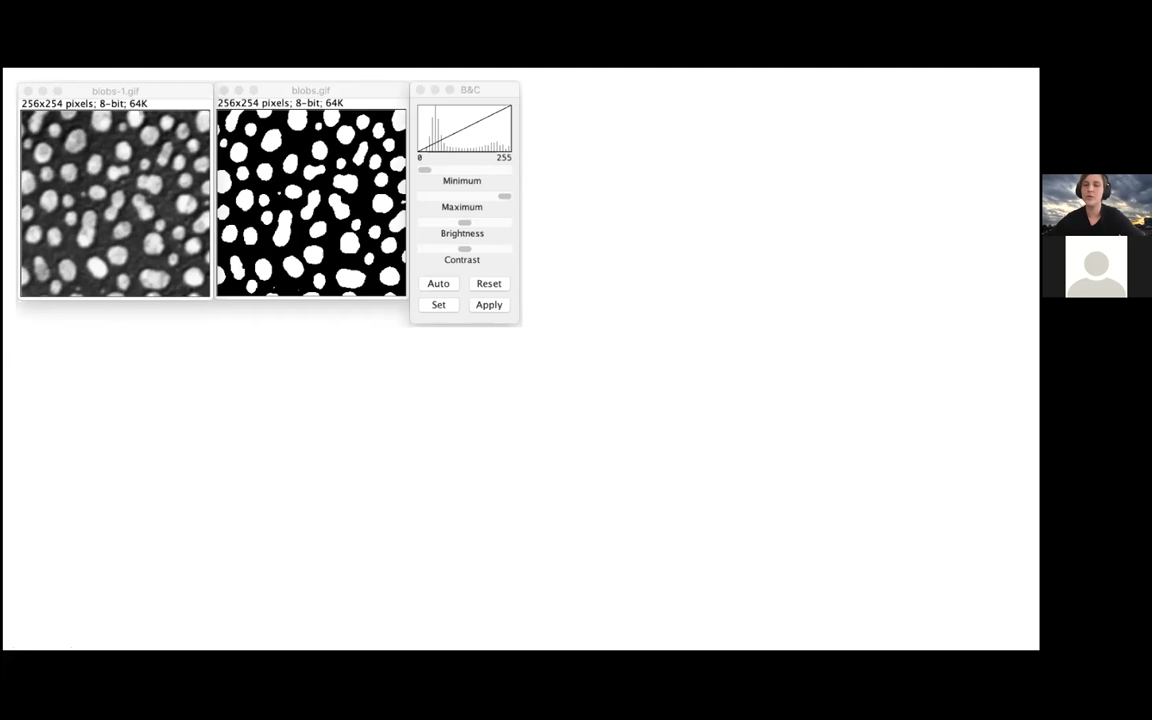 blobs-1.gif
256x254 pixels; 8-bit; 64K
blobs.gif
256x254 pixels; 8-bit; 64K
B&C
0 255
Minimum
Maximum
Brightness
Contrast
Auto Reset
Set Apply